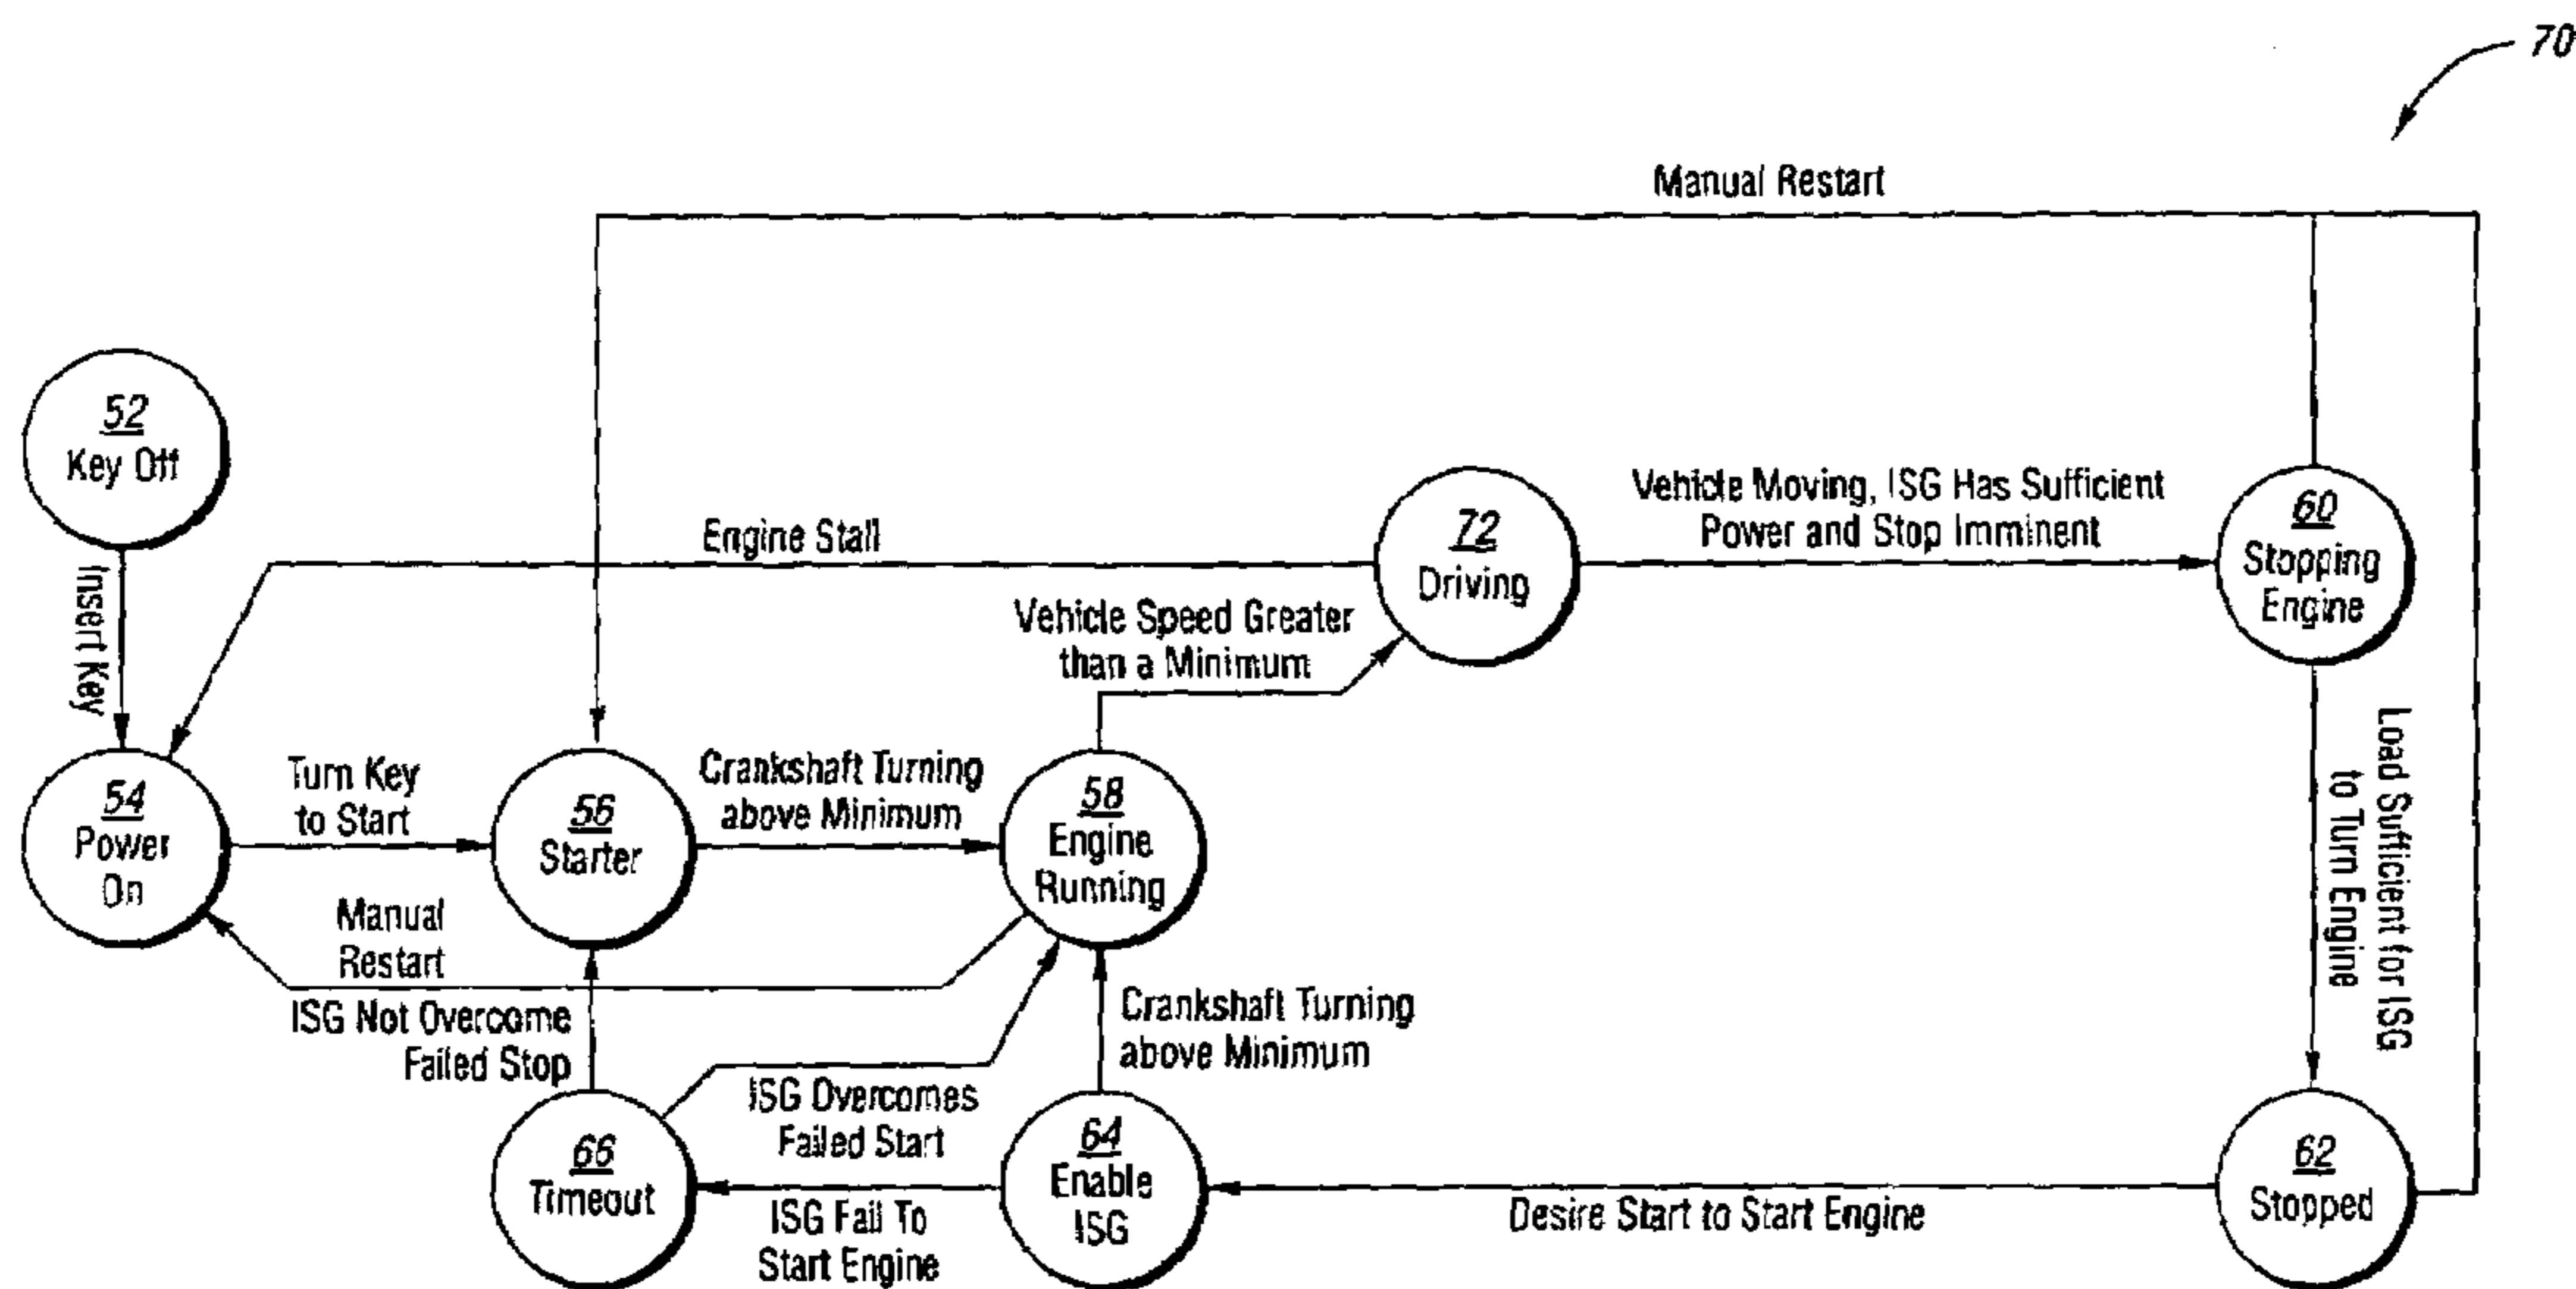 70
Manual Restart
52
Key Off
Insert Key
Engine Stall
72
Driving
Vehicle Moving, ISG Has Sufficient
Power and Stop Imminent
60
Stopping
Engine
Vehicle Speed Greater
than a Minimum
54
Power
On
Turn Key
to Start
56
Starter
Crankshaft Turning
above Minimum
58
Engine
Running
Load Sufficient for ISG
to Turn Engine
Manual
Restart
ISG Not Overcome
Failed Stop
Crankshaft Turning
above Minimum
ISG Overcomes
Failed Start
66
Timeout
ISG Fail To
Start Engine
64
Enable
ISG
Desire Start to Start Engine
62
Stopped